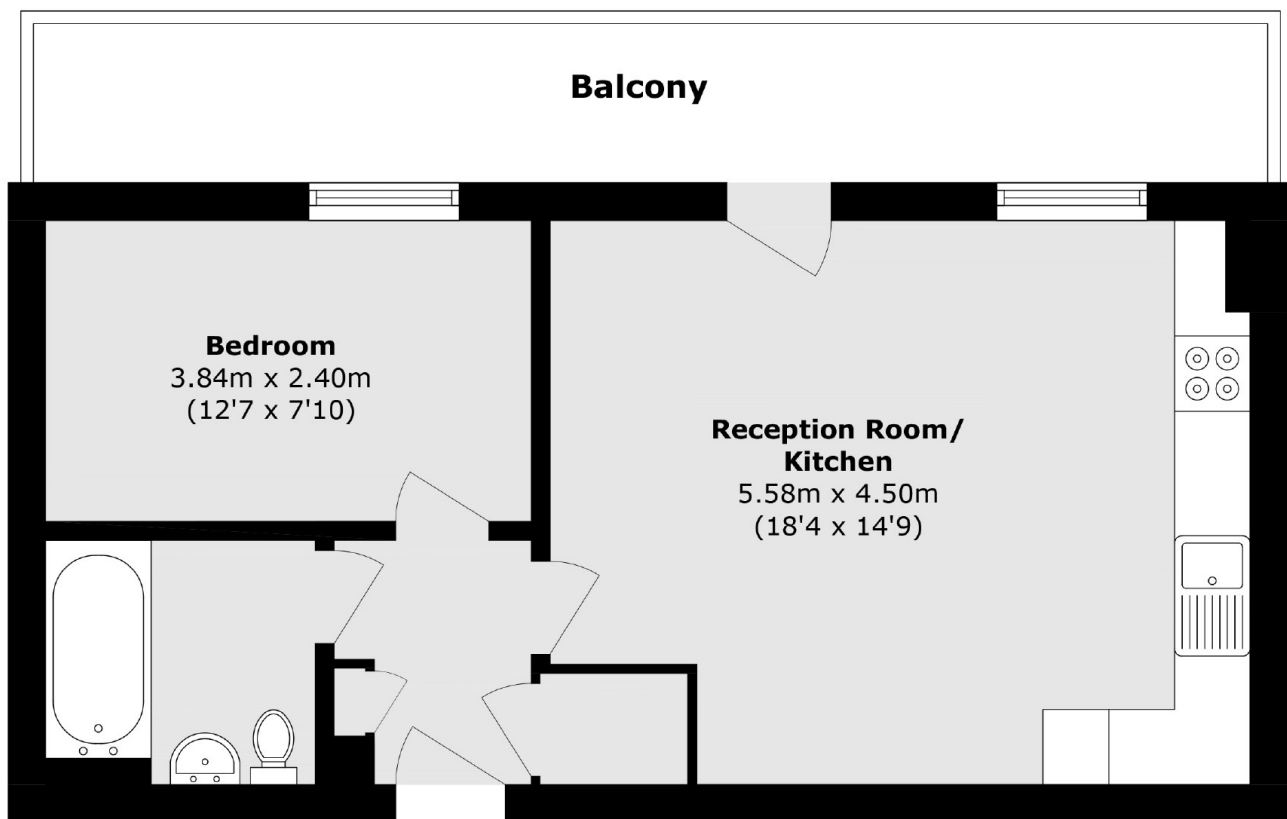 Balcony
Bedroom
3.84m x 2.40m
(12'7 x 7'10)
Reception Room/
Kitchen
5.58m x 4.50m
(18'4 x 14'9)